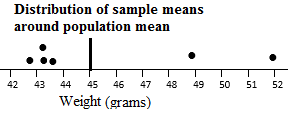 Distribution of sample means
around population mean
42 43 44 45 46 47 48 49 50 51 52
Weight (grams)